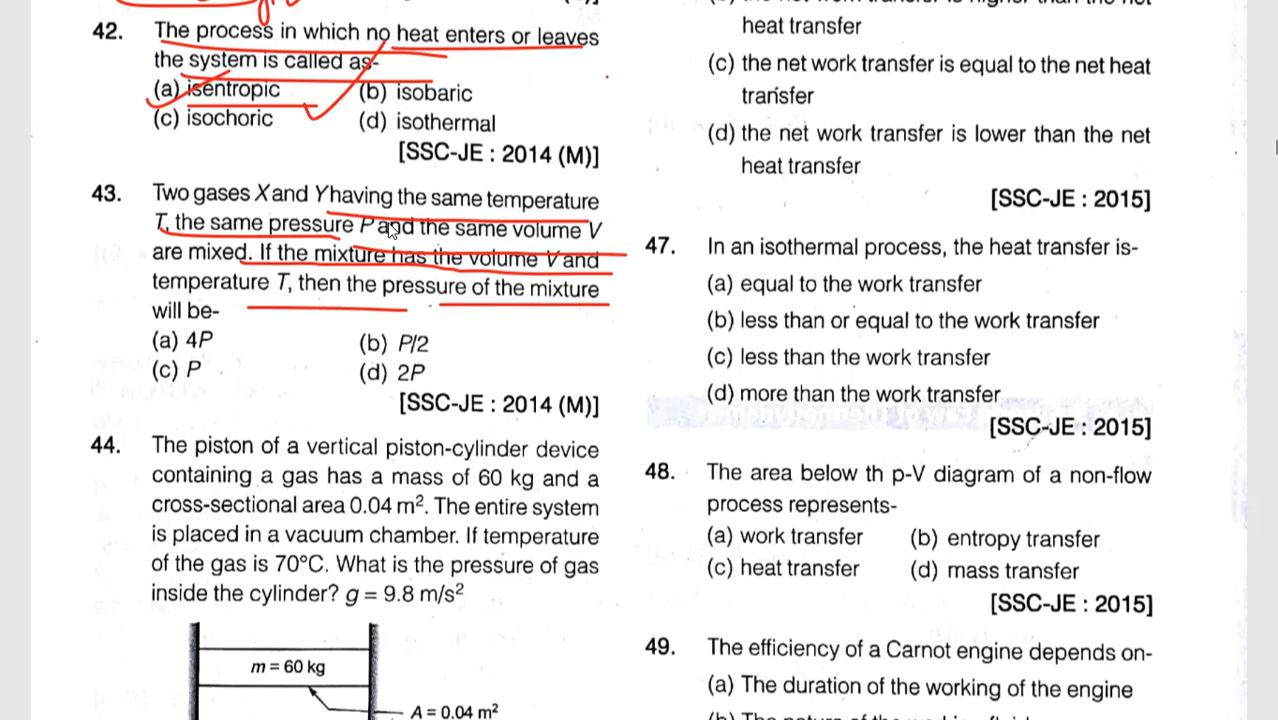 42. The process in which no heat enters or leaves
the system is called as-
(a) isentropic (b) isobaric
(c) isochoric (d) isothermal
[SSC-JE : 2014 (M)]
43. Two gases X and Y having the same temperature
T, the same pressure P and the same volume V
are mixed. If the mixture has the volume V and
temperature T, then the pressure of the mixture
will be-
(a) 4P (b) P/2
(c) P (d) 2P
[SSC-JE : 2014 (M)]
44. The piston of a vertical piston-cylinder device
containing a gas has a mass of 60 kg and a
cross-sectional area 0.04 m². The entire system
is placed in a vacuum chamber. If temperature
of the gas is 70°C. What is the pressure of gas
inside the cylinder? g = 9.8 m/s²
m = 60 kg
A = 0.04 m²
heat transfer
(c) the net work transfer is equal to the net heat
transfer
(d) the net work transfer is lower than the net
heat transfer
[SSC-JE : 2015]
47. In an isothermal process, the heat transfer is-
(a) equal to the work transfer
(b) less than or equal to the work transfer
(c) less than the work transfer
(d) more than the work transfer
[SSC-JE : 2015]
48. The area below th p-V diagram of a non-flow
process represents-
(a) work transfer (b) entropy transfer
(c) heat transfer (d) mass transfer
[SSC-JE : 2015]
49. The efficiency of a Carnot engine depends on-
(a) The duration of the working of the engine